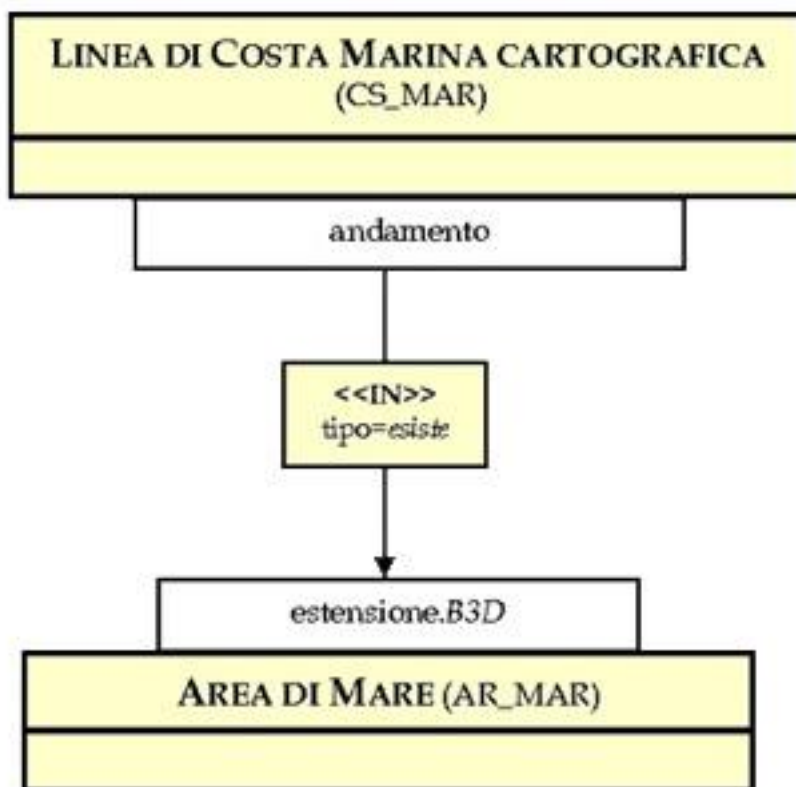 LINEA DI COSTA MARINA CARTOGRAFICA
(CS_MAR)
andamento
<<IN>>
tipo=esiste
estensione.B3D
AREA DI MARE (AR_MAR)